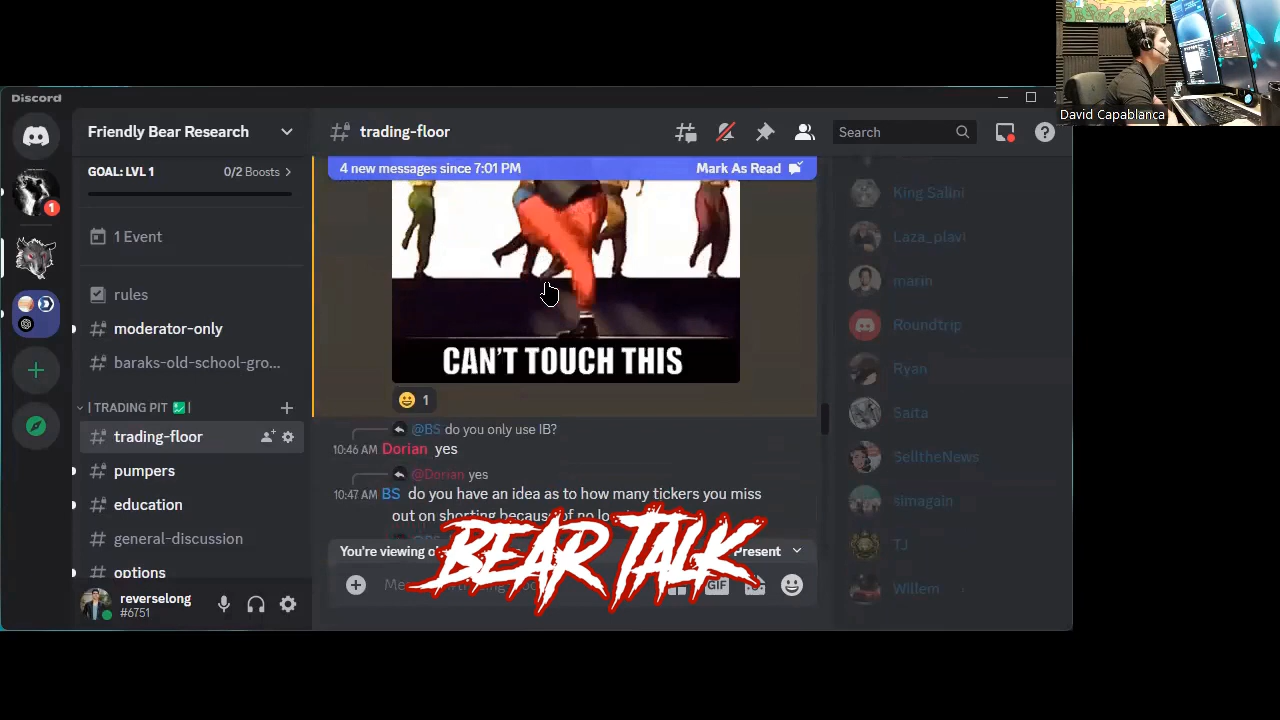 David Capablanca
Discord
Friendly Bear Research
trading-floor
Search
GOAL: LVL 1
0/2 Boosts
4 new messages since 7:01 PM
Mark As Read
1
1 Event
rules
moderator-only
baraks-old-school-gro...
| TRADING PIT
trading-floor
pumpers
education
general-discussion
options
reverselong
#6751
CAN'T TOUCH THIS
1
@BS do you only use IB?
10:46 AM Dorian yes
@Dorian yes
10:47 AM BS do you have an idea as to how many tickers you miss
out on shorting because of no
You're viewing
Present
GIF
BEAR TALK
King Salini
Laza_plavi
marin
Roundtrip
Ryan
Saita
SelltheNews
simagain
TJ
Willem